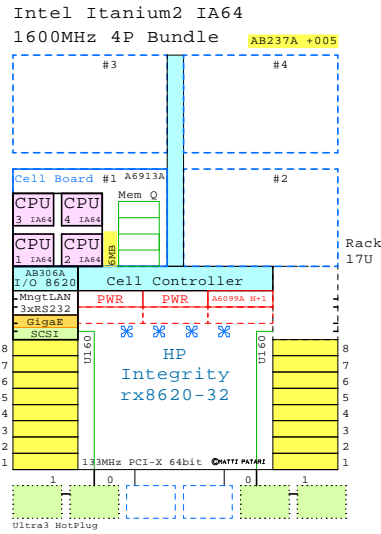 Intel Itanium2 IA64
1600MHz 4P Bundle AB237A +005
#3 #4
Cell Board #1 A6913A #2
Mem Q
CPU CPU
3 IA64 4 IA64
CPU CPU
1 IA64 2 IA64
6MB
Rack
17U
AB306A
I/O 8620 Cell Controller
MngtLAN PWR PWR A6099A N+1
3xRS232
GigaE
SCSI
U160 U160
HP
Integrity
rx8620-32
8 8
7 7
6 6
5 5
4 4
3 3
2 2
1 1
133MHz PCI-X 64bit ©HATTI PATARI
1 0 0 1
Ultra3 HotPlug